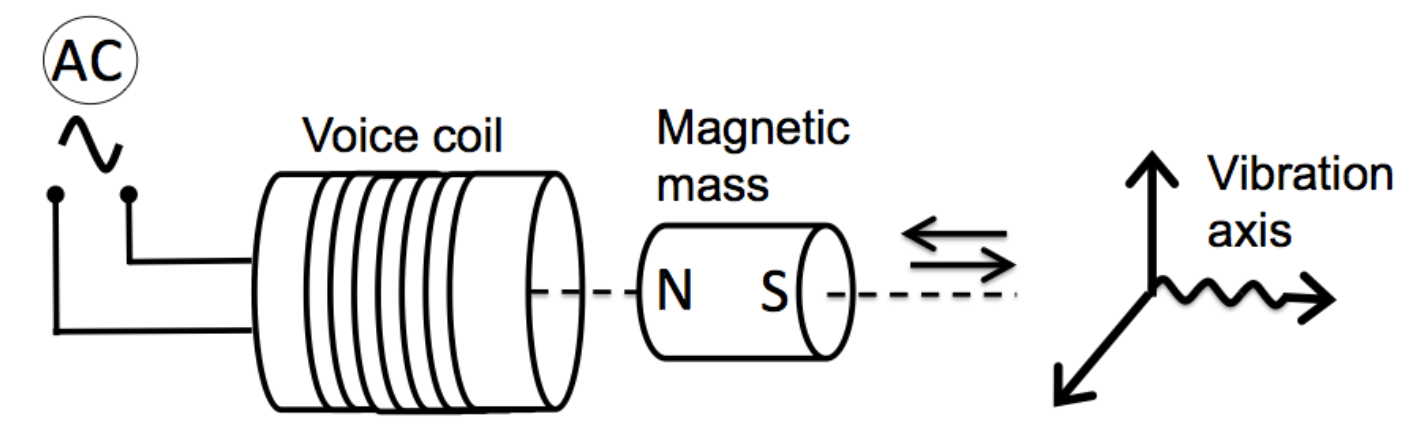 AC
Voice coil
Magnetic
mass
N
S
Vibration
axis